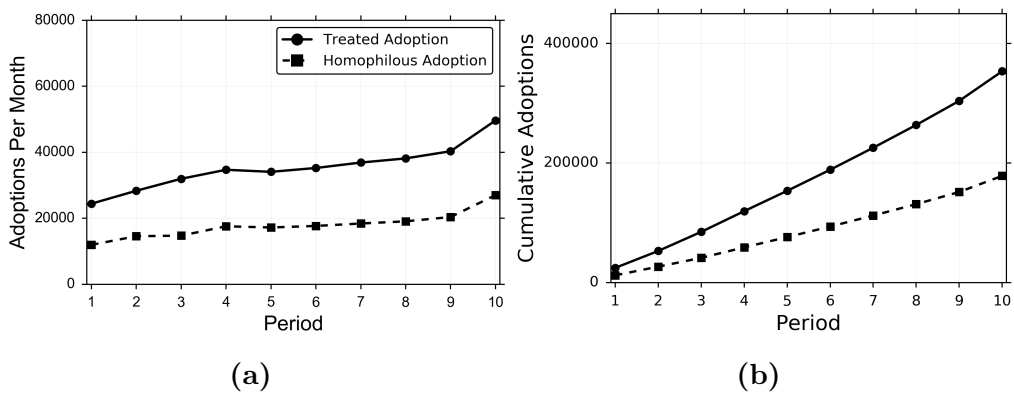 80000
60000
40000
20000
0
Adoptions Per Month
Treated Adoption
Homophilous Adoption
1 2 3 4 5 6 7 8 9 10
Period
(a)
400000
200000
0
Cumulative Adoptions
1 2 3 4 5 6 7 8 9 10
Period
(b)